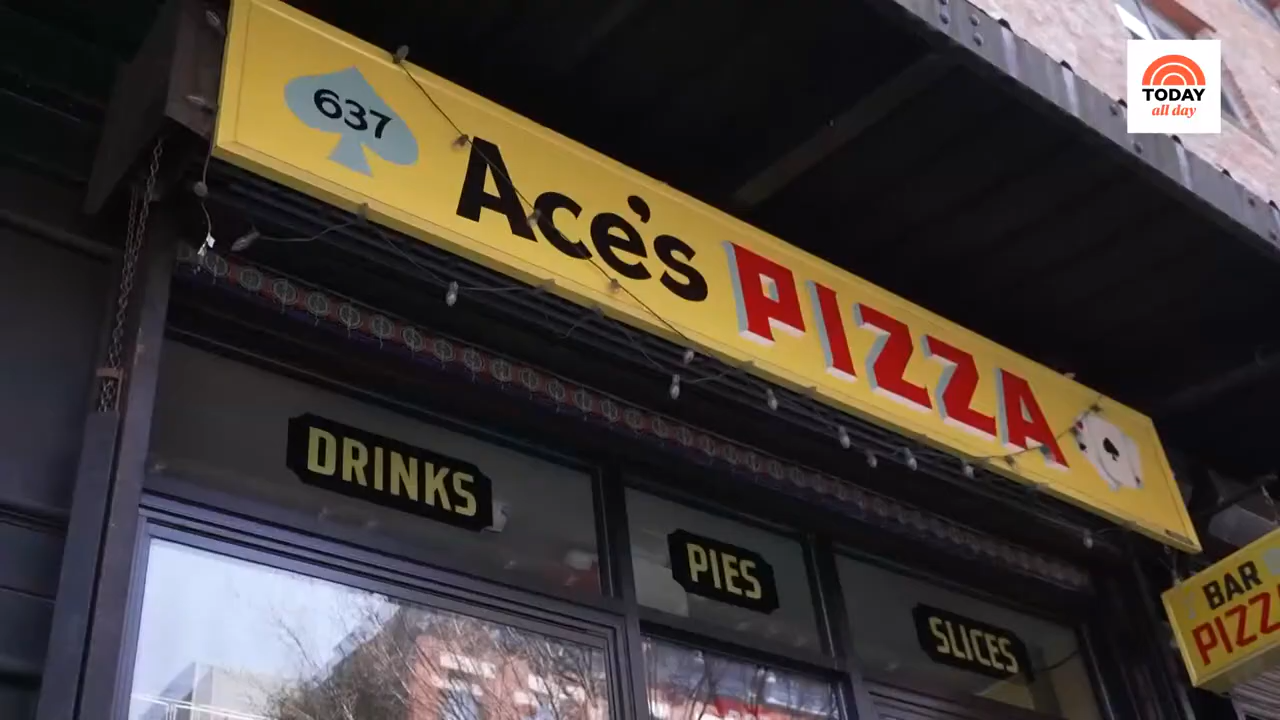 TODAY
all day
637
Ace's PIZZA
DRINKS
PIES
SLICES
BAR
PIZZ